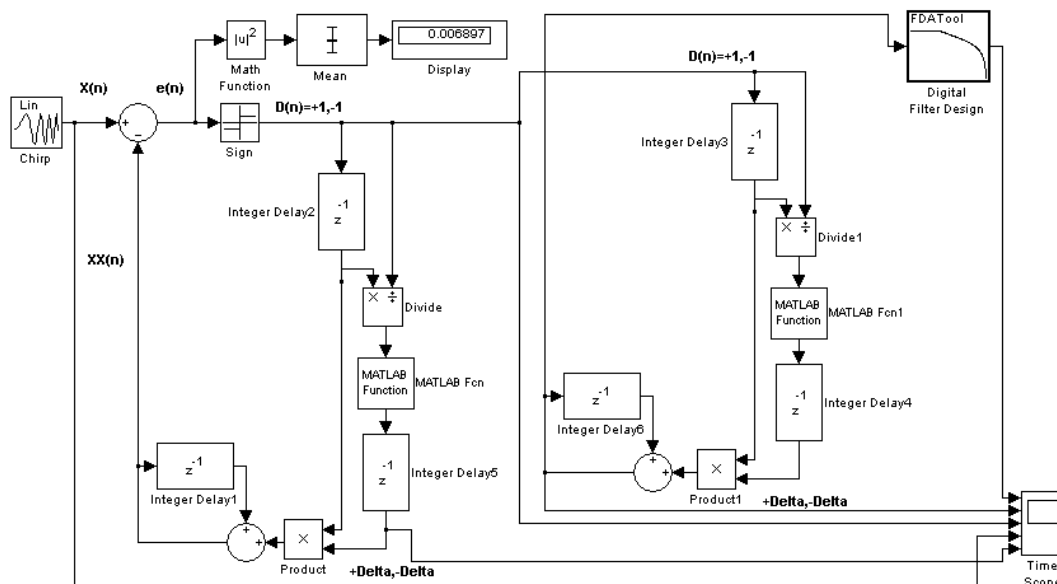 FDATool
Digital
Filter Design
|u|²
Math
Function
Mean
0.006897
Display
X(n)
e(n)
D(n)=+1,-1
D(n)=+1,-1
Lin
Chirp
+
−
Sign
Integer Delay2
-1
z
Integer Delay3
-1
z
XX(n)
× ÷
Divide
× ÷
Divide1
MATLAB
Function
MATLAB Fcn
MATLAB
Function
MATLAB Fcn1
-1
z
Integer Delay4
z-1
Integer Delay6
-1
z
Integer Delay5
z-1
Integer Delay1
+
+
×
Product1
+Delta,-Delta
+
+
×
Product
+Delta,-Delta
Time
Scope